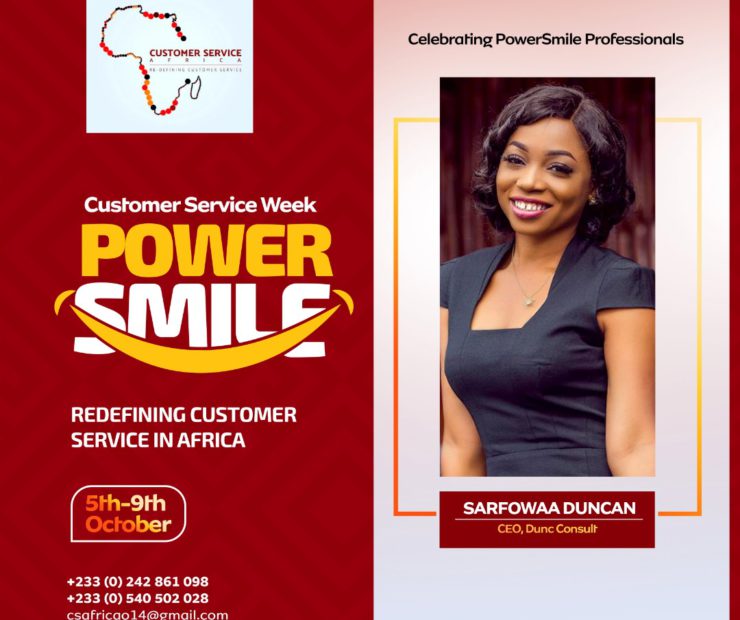 CUSTOMER SERVICE
AFRICA
RE-DEFINING CUSTOMER SERVICE
Customer Service Week
POWER
SMILE
REDEFINING CUSTOMER
SERVICE IN AFRICA
5th-9th
October
+233 (0) 242 861 098
+233 (0) 540 502 028
csafricao14@gmail.com
Celebrating PowerSmile Professionals
SARFOWAA DUNCAN
CEO, Dunc Consult